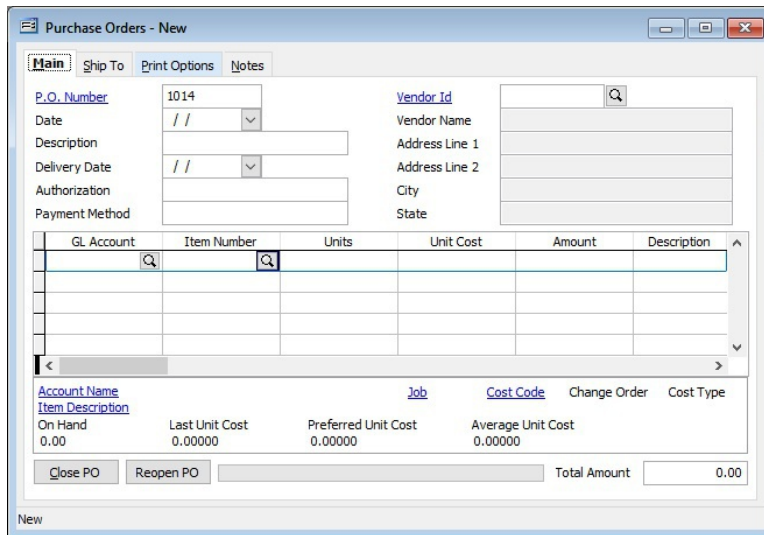 Purchase Orders - New
Main Ship To Print Options Notes
P.O. Number 1014 Vendor Id
Date / / Vendor Name
Description Address Line 1
Delivery Date / / Address Line 2
Authorization City
Payment Method State
GL Account Item Number Units Unit Cost Amount Description
Account Name Job Cost Code Change Order Cost Type
Item Description
On Hand Last Unit Cost Preferred Unit Cost Average Unit Cost
0.00 0.00000 0.00000 0.00000
Close PO Reopen PO Total Amount 0.00
New